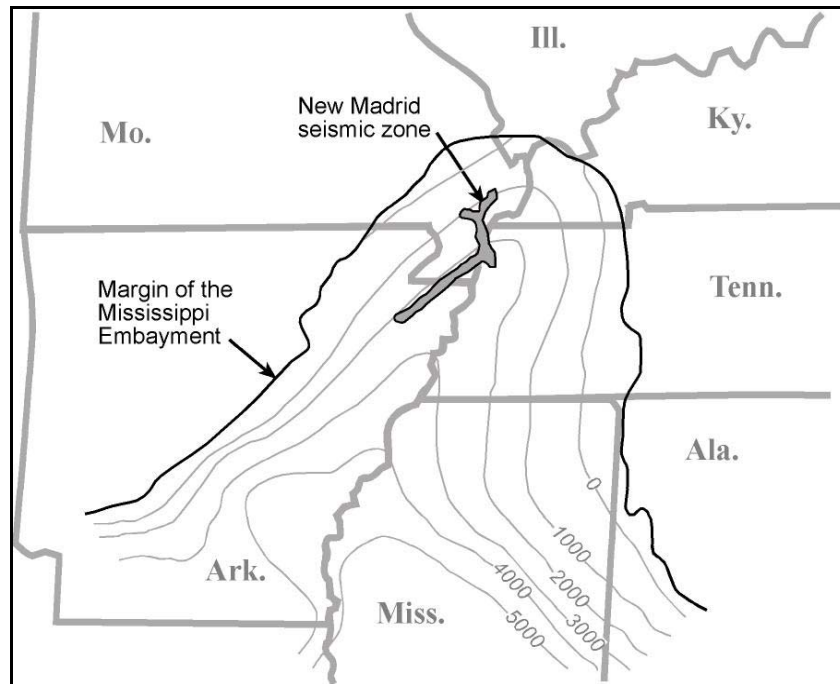 Ill.
New Madrid
seismic zone
Mo.
Ky.
Margin of the
Mississippi
Embayment
Tenn.
Ala.
0
1000
2000
3000
4000
5000
Ark.
Miss.